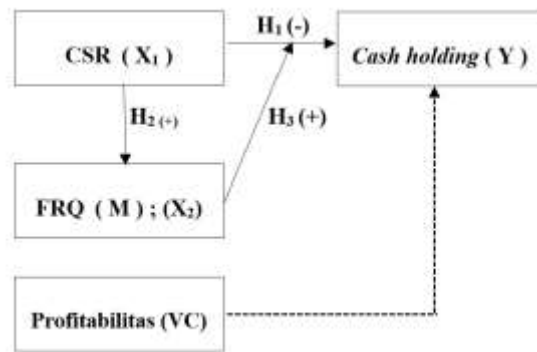 H₁ (-)
CSR ( X₁ )
Cash holding ( Y )
H₂ (+)
H₃ (+)
FRQ ( M ) ; (X₂)
Profitabilitas (VC)